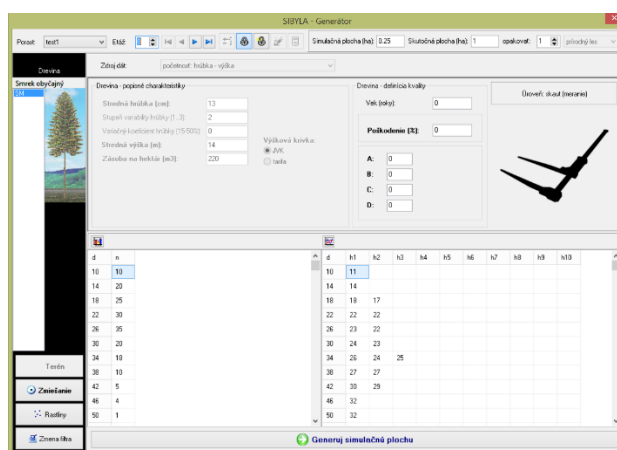 SIBYLA - Generátor
Porast: test1 Etáž: Simulačná plocha (ha): 0.25 Skutočná plocha (ha): 1 opakovať: 1 prírodný les
Drevina
Smrek obyčajný
SM
Zdroj dát: početnosť: hrúbka - výška
Drevina - popisné charakteristiky
Stredná hrúbka (cm): 13
Stupeň variability hrúbky (1..3): 2
Variačný koeficient hrúbky (15-50%): 0
Stredná výška (m): 14
Zásoba na hektár (m3): 220
Výšková krivka:
JVK
rada
Drevina - definícia kvality
Vek (roky): 0
Poškodenie (%): 0
A: 0
B: 0
C: 0
D: 0
Úroveň: skaut (meranie)
d n
10 10
14 20
18 25
22 30
26 35
30 20
34 18
38 10
42 5
46 4
50 1
d h1 h2 h3 h4 h5 h6 h7 h8 h9 h10
10 11
14 14
18 18 17
22 22 22
26 23 22
30 24 23
34 26 24 25
38 27 27
42 30 29
46 32
50 32
Terén
Zmiešanie
Rastliny
Zmena filtra
Generuj simulačnú plochu